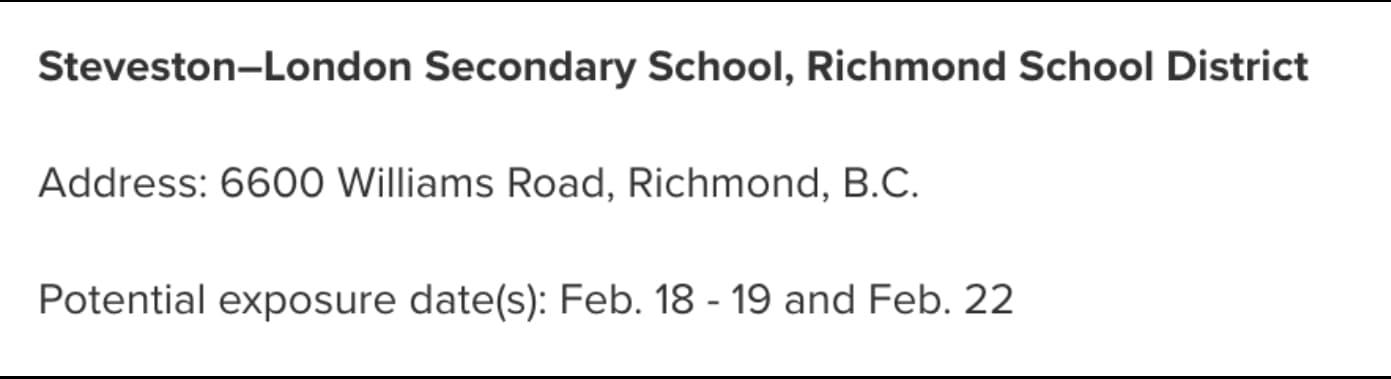 Steveston–London Secondary School, Richmond School District
Address: 6600 Williams Road, Richmond, B.C.
Potential exposure date(s): Feb. 18 - 19 and Feb. 22